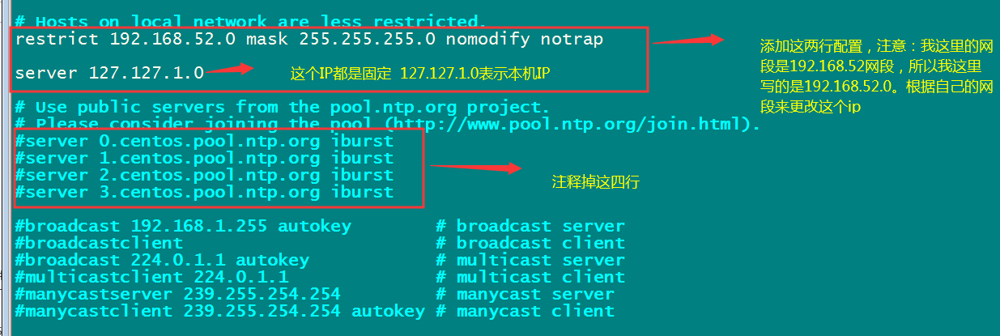 # Hosts on local network are less restricted.
restrict 192.168.52.0 mask 255.255.255.0 nomodify notrap
server 127.127.1.0
这个IP都是固定 127.127.1.0表示本机IP
添加这两行配置，注意：我这里的网
段是192.168.52网段，所以我这里
写的是192.168.52.0。根据自己的网
段来更改这个ip
# Use public servers from the pool.ntp.org project.
# Please consider joining the pool (http://www.pool.ntp.org/join.html).
#server 0.centos.pool.ntp.org iburst
#server 1.centos.pool.ntp.org iburst
#server 2.centos.pool.ntp.org iburst
#server 3.centos.pool.ntp.org iburst
注释掉这四行
#broadcast 192.168.1.255 autokey # broadcast server
#broadcastclient # broadcast client
#broadcast 224.0.1.1 autokey # multicast server
#multicastclient 224.0.1.1 # multicast client
#manycastserver 239.255.254.254 # manycast server
#manycastclient 239.255.254.254 autokey # manycast client